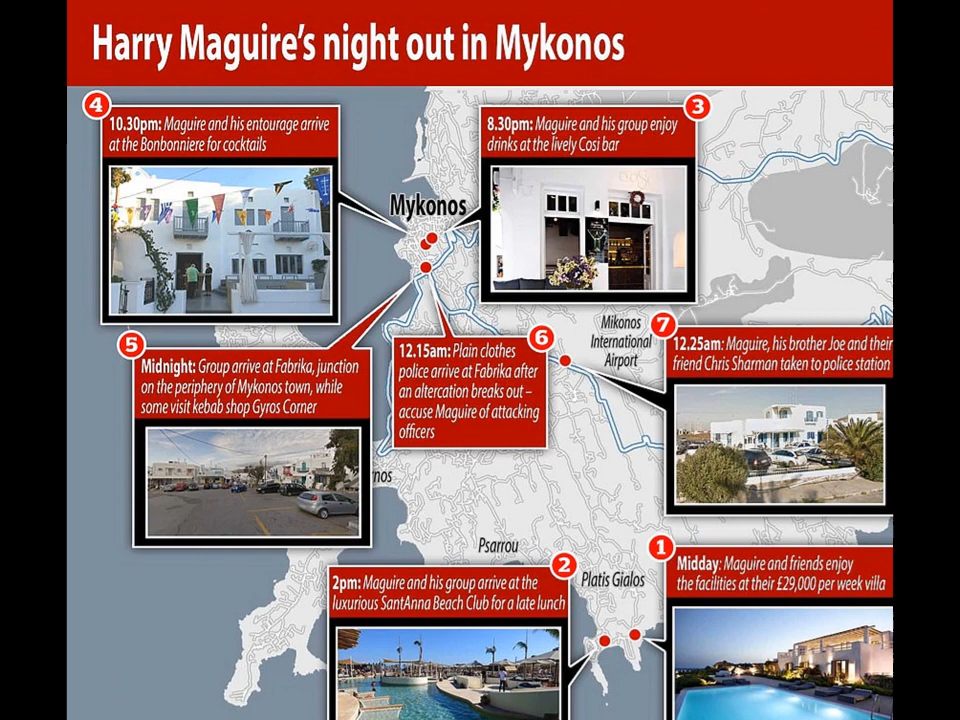 Harry Maguire's night out in Mykonos
4
10.30pm: Maguire and his entourage arrive
at the Bonbonniere for cocktails
3
8.30pm: Maguire and his group enjoy
drinks at the lively Cosi bar
Mykonos
5
Midnight: Group arrive at Fabrika, junction
on the periphery of Mykonos town, while
some visit kebab shop Gyros Corner
6
12.15am: Plain clothes
police arrive at Fabrika after
an altercation breaks out –
accuse Maguire of attacking
officers
Mikonos
International
Airport
7
12.25am: Maguire, his brother Joe and their
friend Chris Sharman taken to police station
nos
Psarrou
Platis Gialos
2
2pm: Maguire and his group arrive at the
luxurious SantAnna Beach Club for a late lunch
1
Midday: Maguire and friends enjoy
the facilities at their £29,000 per week villa